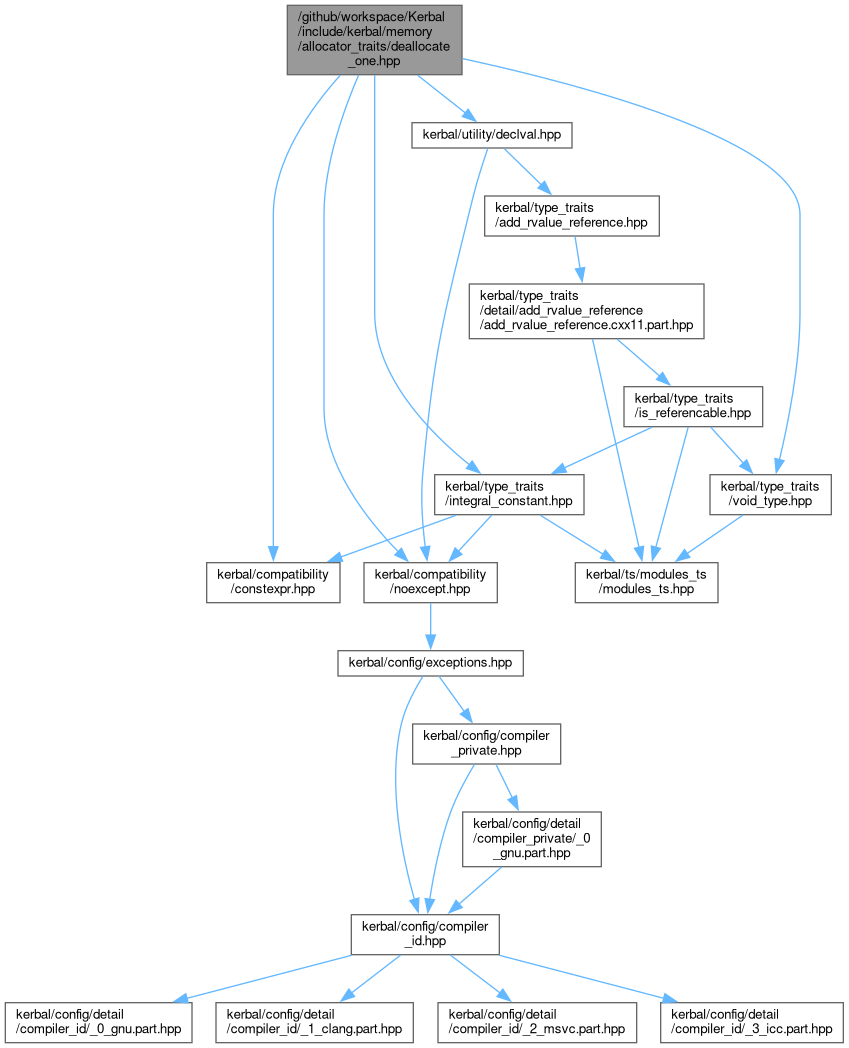 /github/workspace/Kerbal
/include/kerbal/memory
/allocator_traits/deallocate
_one.hpp
kerbal/utility/declval.hpp
kerbal/type_traits
/add_rvalue_reference.hpp
kerbal/type_traits
/detail/add_rvalue_reference
/add_rvalue_reference.cxx11.part.hpp
kerbal/type_traits
/is_referencable.hpp
kerbal/type_traits
/integral_constant.hpp
kerbal/type_traits
/void_type.hpp
kerbal/compatibility
/constexpr.hpp
kerbal/compatibility
/noexcept.hpp
kerbal/ts/modules_ts
/modules_ts.hpp
kerbal/config/exceptions.hpp
kerbal/config/compiler
_private.hpp
kerbal/config/detail
/compiler_private/_0
_gnu.part.hpp
kerbal/config/compiler
_id.hpp
kerbal/config/detail
/compiler_id/_0_gnu.part.hpp
kerbal/config/detail
/compiler_id/_1_clang.part.hpp
kerbal/config/detail
/compiler_id/_2_msvc.part.hpp
kerbal/config/detail
/compiler_id/_3_icc.part.hpp